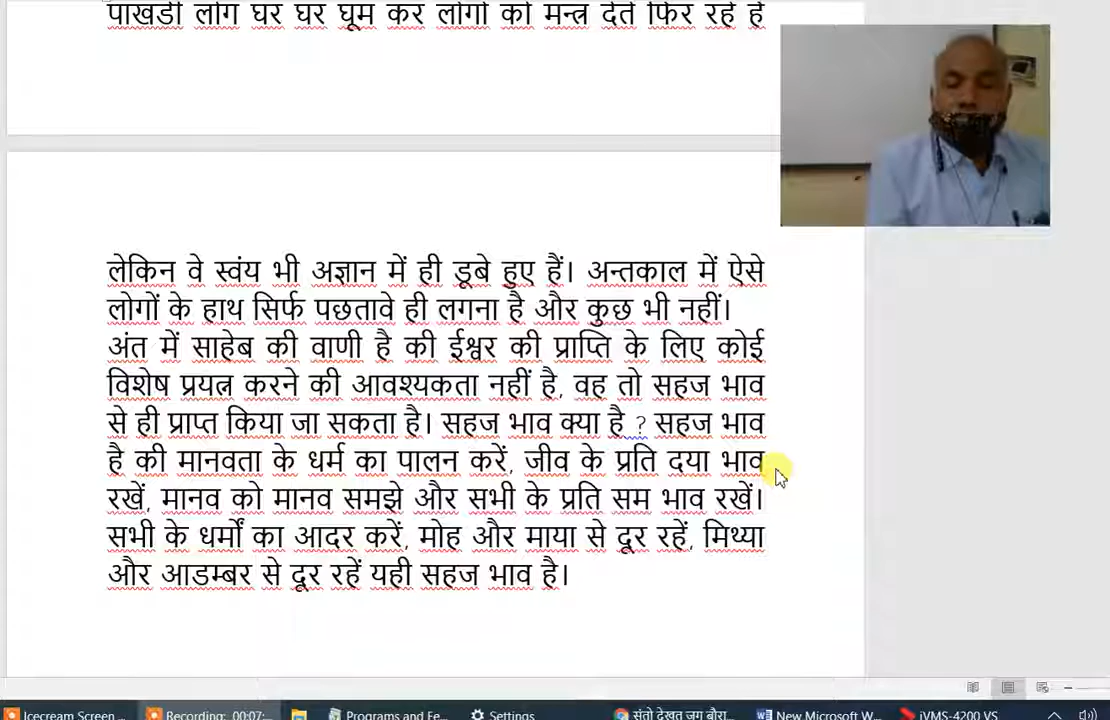 पाखंडी लोग घर घर घूम कर लोगों को मन्त्र देते फिर रहे हैं
लेकिन वे स्वंय भी अज्ञान में ही डूबे हुए हैं। अन्तकाल में ऐसे
लोगों के हाथ सिर्फ पछतावे ही लगना है और कुछ भी नहीं।
अंत में साहेब की वाणी है की ईश्वर की प्राप्ति के लिए कोई
विशेष प्रयत्न करने की आवश्यकता नहीं है, वह तो सहज भाव
से ही प्राप्त किया जा सकता है। सहज भाव क्या है ? सहज भाव
है की मानवता के धर्म का पालन करें, जीव के प्रति दया भाव
रखें, मानव को मानव समझे और सभी के प्रति सम भाव रखें।
सभी के धर्मों का आदर करें, मोह और माया से दूर रहें, मिथ्या
और आडम्बर से दूर रहें यही सहज भाव है।
Icecream Screen ... Recording: 00:07:... Programs and Fe... Settings संतो देखत जग बौरा... New Microsoft W... iVMS-4200 VS